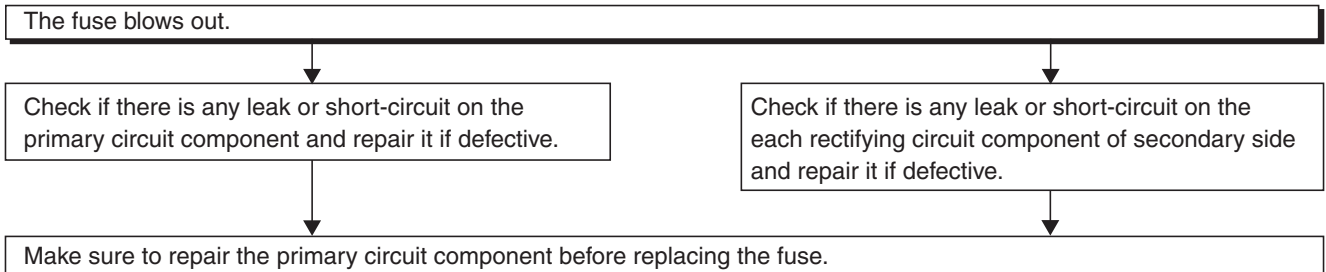 The fuse blows out.
Check if there is any leak or short-circuit on the
primary circuit component and repair it if defective.
Check if there is any leak or short-circuit on the
each rectifying circuit component of secondary side
and repair it if defective.
Make sure to repair the primary circuit component before replacing the fuse.